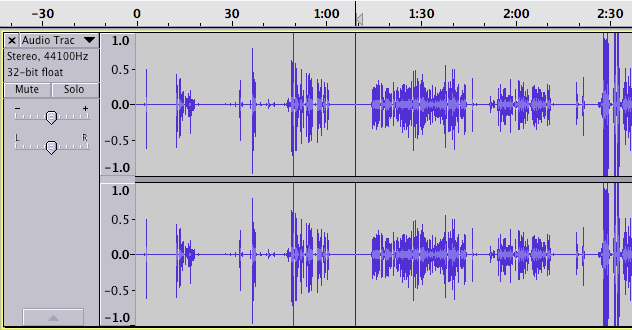 -30 0 30 1:00 1:30 2:00 2:30
× Audio Trac ▼ 1.0
Stereo, 44100Hz
32-bit float 0.5
Mute Solo
- + 0.0
L R -0.5
-1.0
1.0
0.5
0.0
-0.5
-1.0